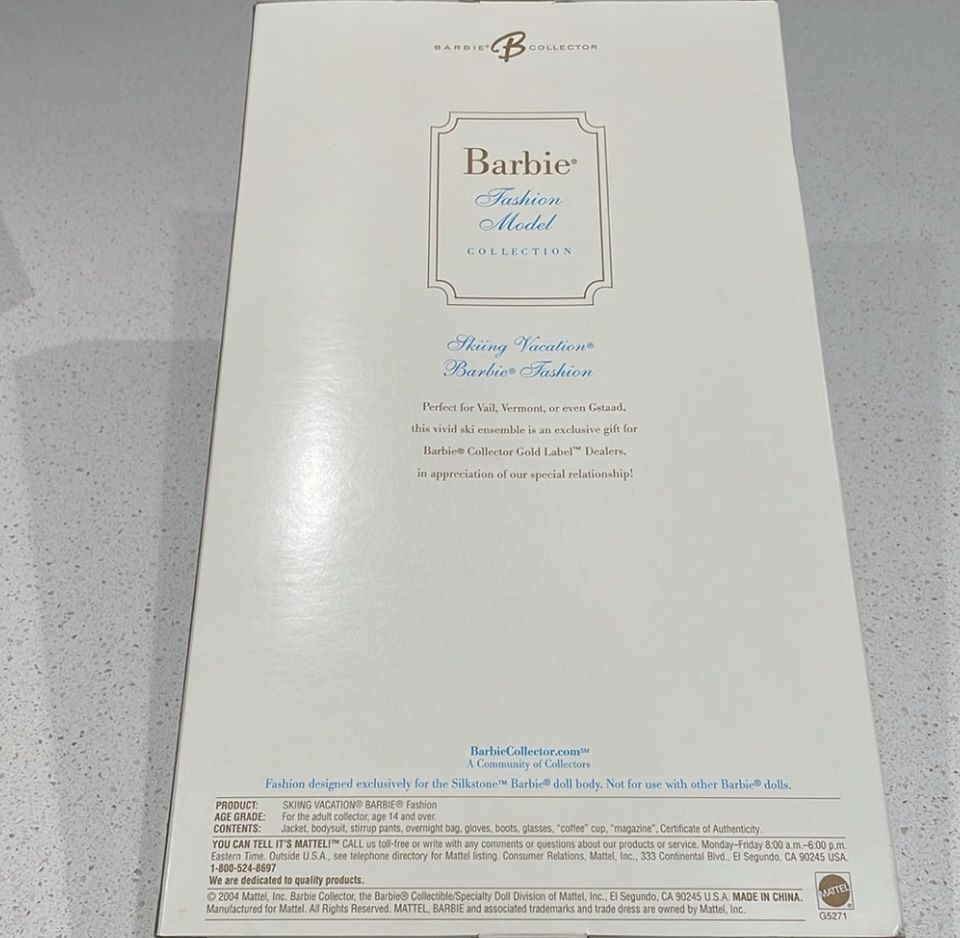 BARBIE® B COLLECTOR
Barbie®
Fashion
Model
COLLECTION
Skiing Vacation®
Barbie® Fashion
Perfect for Vail, Vermont, or even Gstaad,
this vivid ski ensemble is an exclusive gift for
Barbie® Collector Gold Label™ Dealers,
in appreciation of our special relationship!
BarbieCollector.com℠
A Community of Collectors
Fashion designed exclusively for the Silkstone™ Barbie® doll body. Not for use with other Barbie® dolls.
PRODUCT: SKIING VACATION® BARBIE® Fashion
AGE GRADE: For the adult collector, age 14 and over.
CONTENTS: Jacket, bodysuit, stirrup pants, overnight bag, gloves, boots, glasses, "coffee" cup, "magazine", Certificate of Authenticity.
YOU CAN TELL IT'S MATTEL!™ CALL us toll-free or write with any comments or questions about our products or service. Monday–Friday 8:00 a.m.–6:00 p.m.
Eastern Time. Outside U.S.A., see telephone directory for Mattel listing. Consumer Relations, Mattel, Inc., 333 Continental Blvd., El Segundo, CA 90245 USA.
1-800-524-8697
We are dedicated to quality products.
© 2004 Mattel, Inc. Barbie Collector, the Barbie® Collectible/Specialty Doll Division of Mattel, Inc., El Segundo, CA 90245 U.S.A. MADE IN CHINA.
Manufactured for Mattel. All Rights Reserved. MATTEL, BARBIE and associated trademarks and trade dress are owned by Mattel, Inc.
MATTEL®
G5271